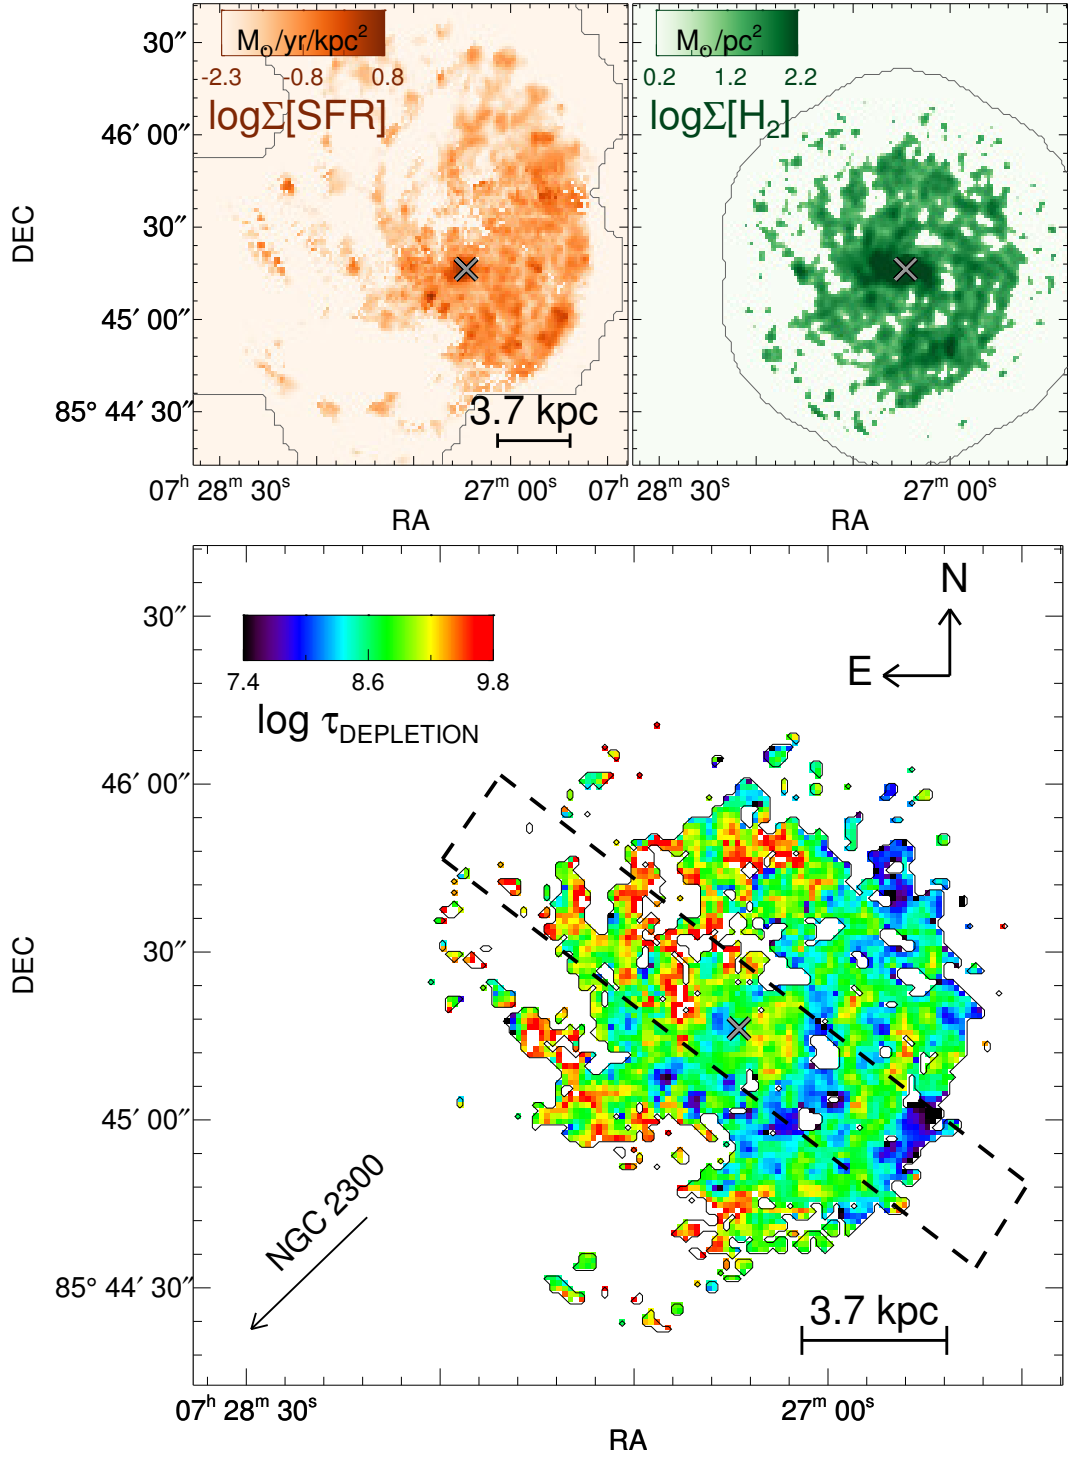 M⊙/yr/kpc²
-2.3 -0.8 0.8
logΣ[SFR]
3.7 kpc
M⊙/pc²
0.2 1.2 2.2
logΣ[H₂]
30″
46′ 00″
30″
45′ 00″
85° 44′ 30″
DEC
07ʰ 28ᵐ 30ˢ 27ᵐ 00ˢ
RA
07ʰ 28ᵐ 30ˢ 27ᵐ 00ˢ
RA
7.4 8.6 9.8
log τDEPLETION
N
E
NGC 2300
3.7 kpc
30″
46′ 00″
30″
45′ 00″
85° 44′ 30″
DEC
07ʰ 28ᵐ 30ˢ 27ᵐ 00ˢ
RA